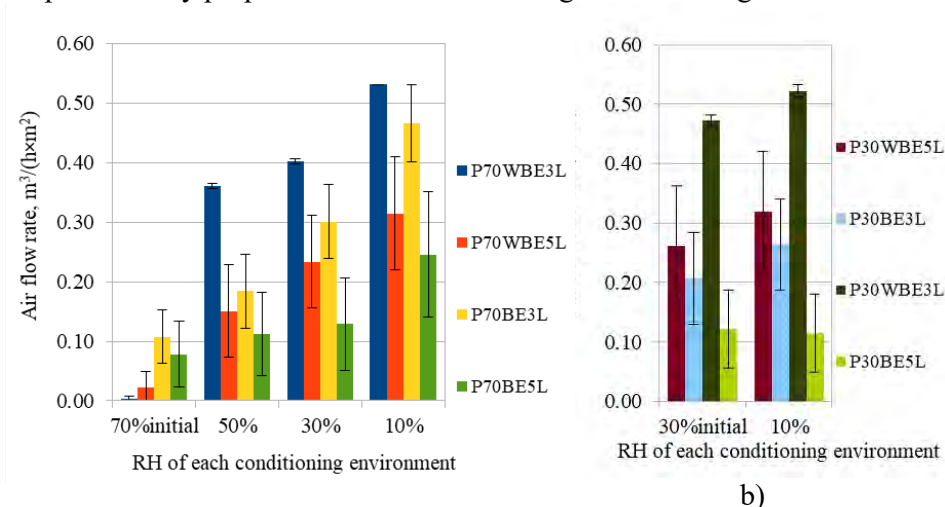 0.60
0.50
0.40
0.30
0.20
0.10
0.00
Air flow rate, m³/(h×m²)
70%initial 50% 30% 10%
RH of each conditioning environment
P70WBE3L
P70WBE5L
P70BE3L
P70BE5L
0.60
0.50
0.40
0.30
0.20
0.10
0.00
30%initial 10%
RH of each conditioning environment
P30WBE5L
P30BE3L
P30WBE3L
P30BE5L
b)